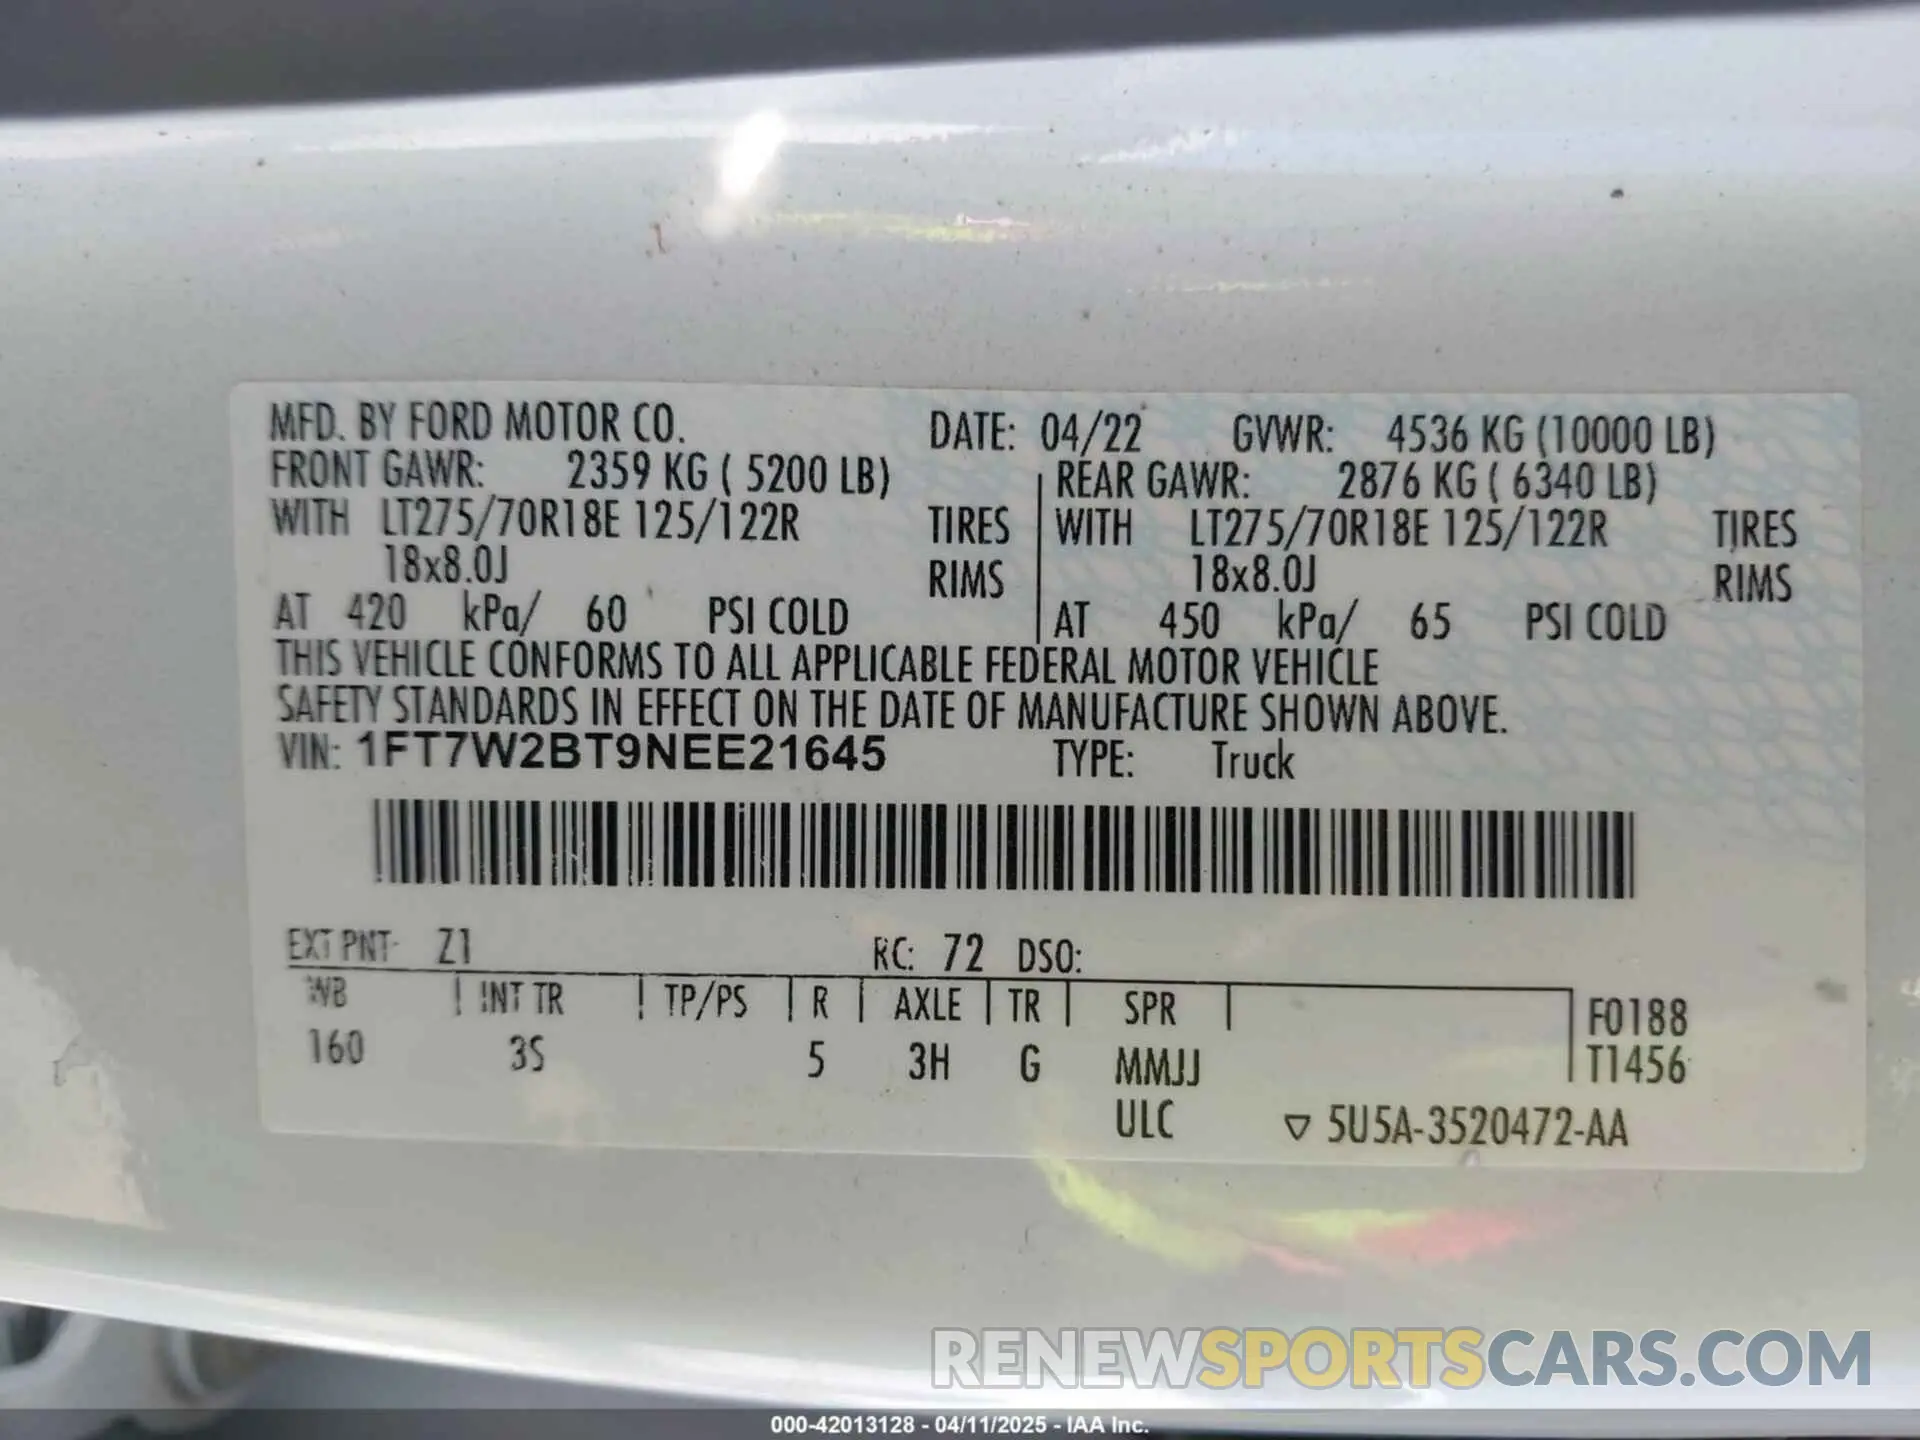 MFD. BY FORD MOTOR CO. DATE: 04/22 GVWR: 4536 KG (10000 LB)
FRONT GAWR: 2359 KG ( 5200 LB) REAR GAWR: 2876 KG ( 6340 LB)
WITH LT275/70R18E 125/122R TIRES WITH LT275/70R18E 125/122R TIRES
18x8.0J RIMS 18x8.0J RIMS
AT 420 kPa/ 60 PSI COLD AT 450 kPa/ 65 PSI COLD
THIS VEHICLE CONFORMS TO ALL APPLICABLE FEDERAL MOTOR VEHICLE
SAFETY STANDARDS IN EFFECT ON THE DATE OF MANUFACTURE SHOWN ABOVE.
VIN: 1FT7W2BT9NEE21645 TYPE: Truck
EXT PNT: Z1 RC: 72 DSO:
WB INT TR TP/PS R AXLE TR SPR F0188
160 3S 5 3H G MMJJ T1456
ULC ▽ 5U5A-3520472-AA
RENEWSPORTSCARS.COM
000-42013128 - 04/11/2025 - IAA Inc.